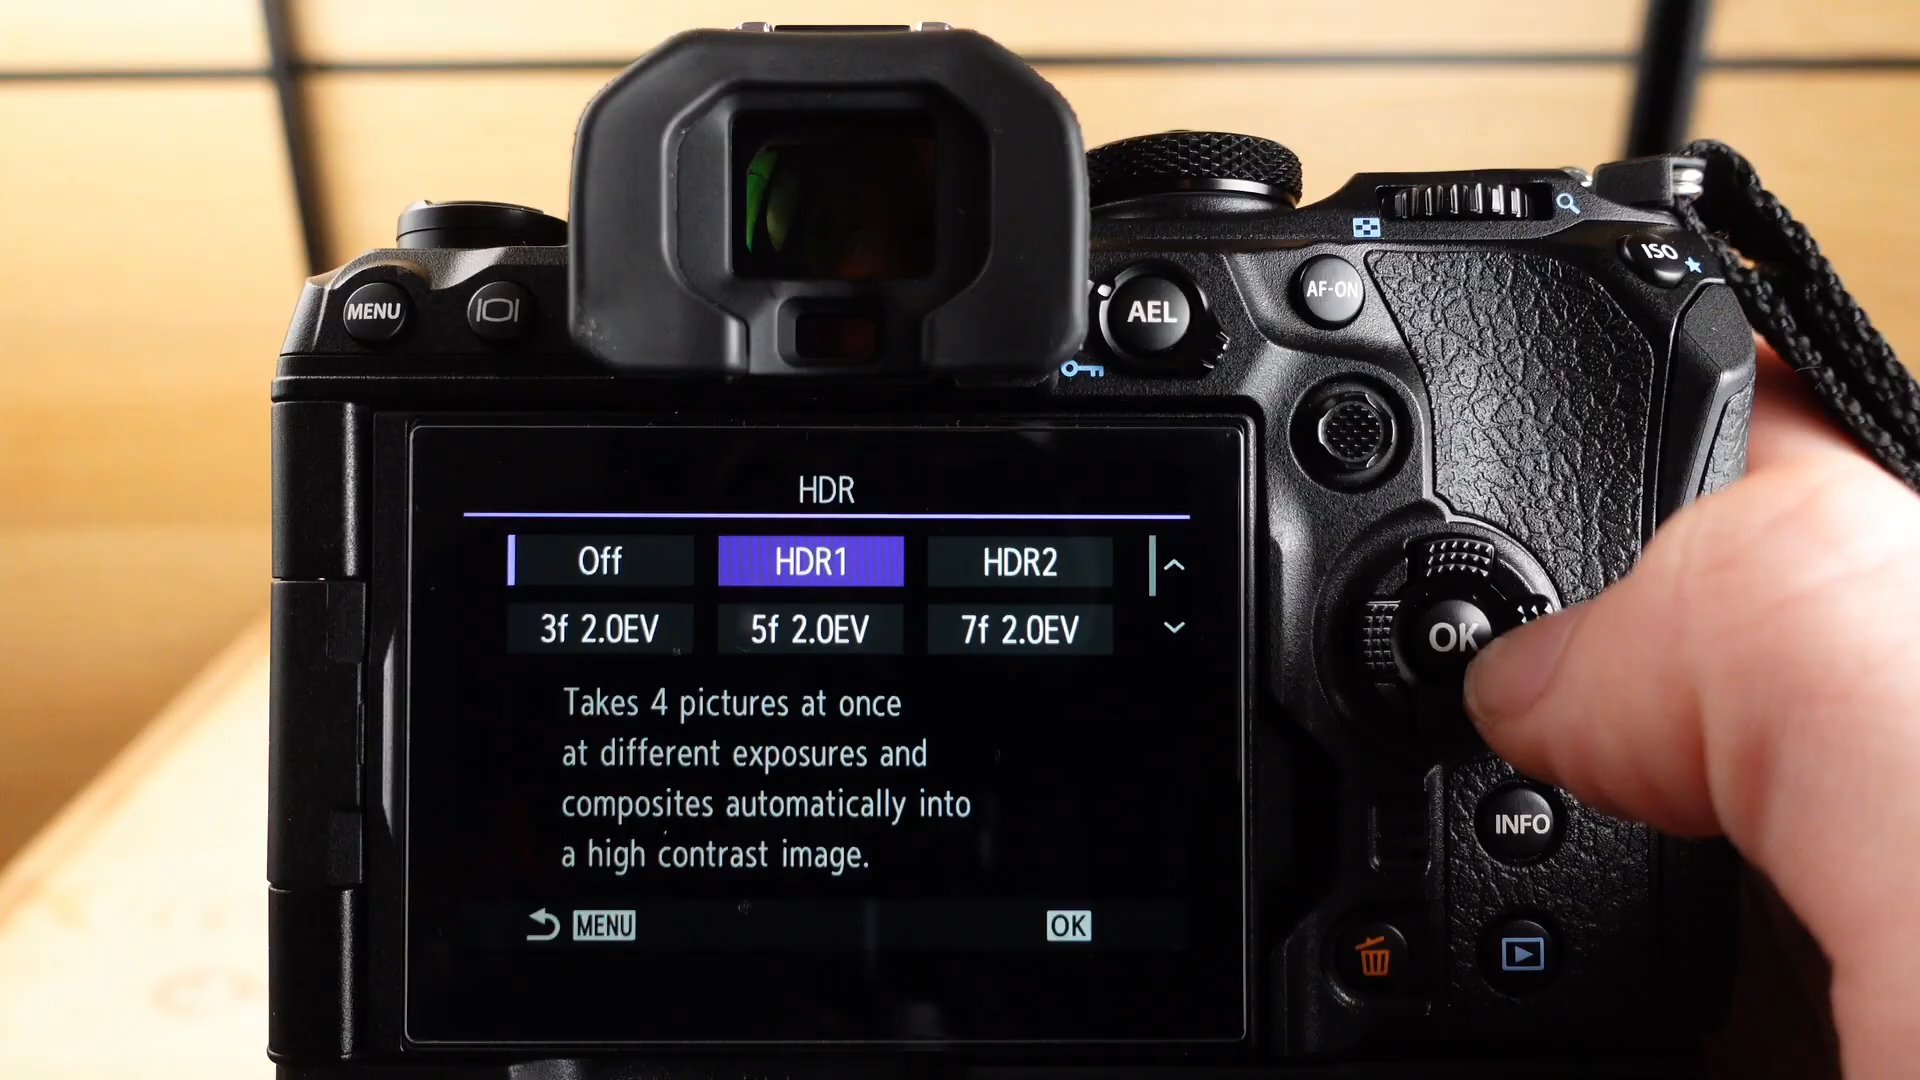 MENU
AEL
AF-ON
ISO
HDR
Off HDR1 HDR2
3f 2.0EV 5f 2.0EV 7f 2.0EV
Takes 4 pictures at once
at different exposures and
composites automatically into
a high contrast image.
MENU OK
OK
INFO